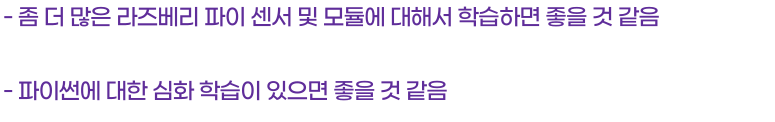 - 좀 더 많은 라즈베리 파이 센서 및 모듈에 대해서 학습하면 좋을 것 같음
- 파이썬에 대한 심화 학습이 있으면 좋을 것 같음